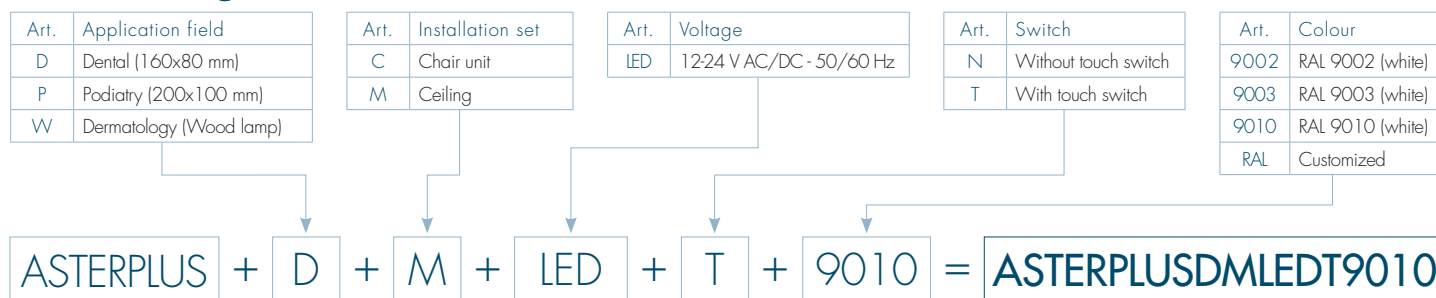 Art. Application field
D Dental (160x80 mm)
P Podiatry (200x100 mm)
W Dermatology (Wood lamp)
Art. Installation set
C Chair unit
M Ceiling
Art. Voltage
LED 12-24 V AC/DC - 50/60 Hz
Art. Switch
N Without touch switch
T With touch switch
Art. Colour
9002 RAL 9002 (white)
9003 RAL 9003 (white)
9010 RAL 9010 (white)
RAL Customized
ASTERPLUS + D + M + LED + T + 9010 = ASTERPLUSDMLEDT9010